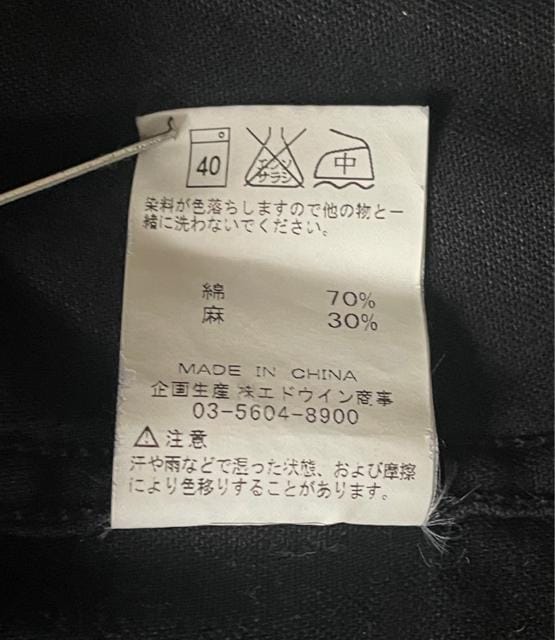 40 エンソサラシ 中
染料が色落ちしますので他の物と一
緒に洗わないでください。
綿 70%
麻 30%
MADE IN CHINA
企画生産 ㈱エドウイン商事
03-5604-8900
⚠注意
汗や雨などで湿った状態、および摩擦
により色移りすることがあります。